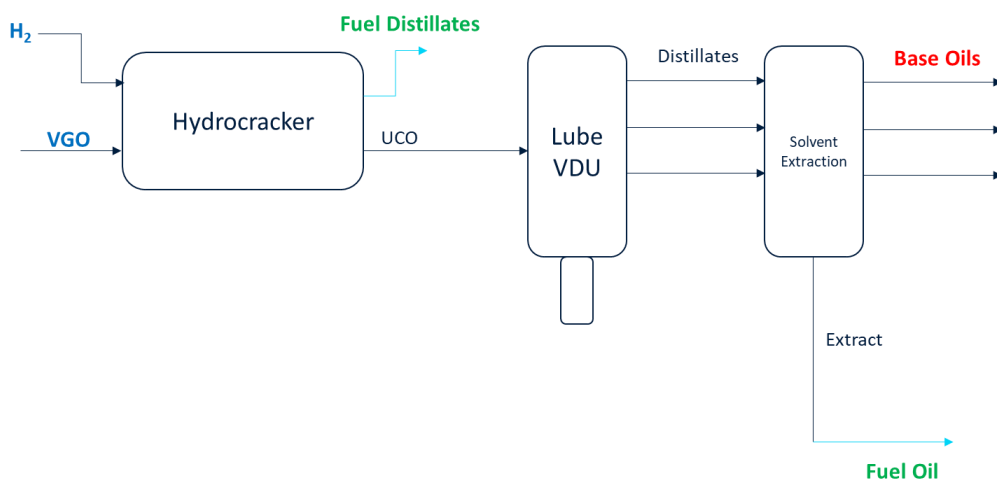 H₂
Fuel Distillates
Hydrocracker
VGO
UCO
Lube
VDU
Distillates
Solvent
Extraction
Base Oils
Extract
Fuel Oil